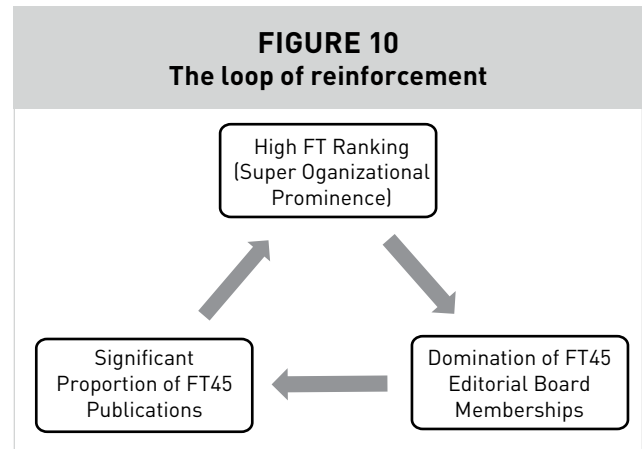 FIGURE 10
The loop of reinforcement
High FT Ranking
(Super Oganizational
Prominence)
Significant
Proportion of FT45
Publications
Domination of FT45
Editorial Board
Memberships